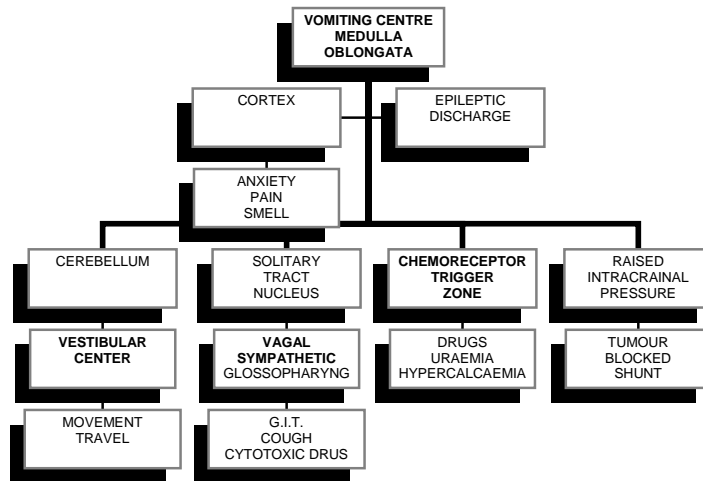 VOMITING CENTRE
MEDULLA
OBLONGATA
CORTEX
EPILEPTIC
DISCHARGE
ANXIETY
PAIN
SMELL
CEREBELLUM
SOLITARY
TRACT
NUCLEUS
CHEMORECEPTOR
TRIGGER
ZONE
RAISED
INTRACRAINAL
PRESSURE
VESTIBULAR
CENTER
VAGAL
SYMPATHETIC
GLOSSOPHARYNG
DRUGS
URAEMIA
HYPERCALCAEMIA
TUMOUR
BLOCKED
SHUNT
MOVEMENT
TRAVEL
G.I.T.
COUGH
CYTOTOXIC DRUS